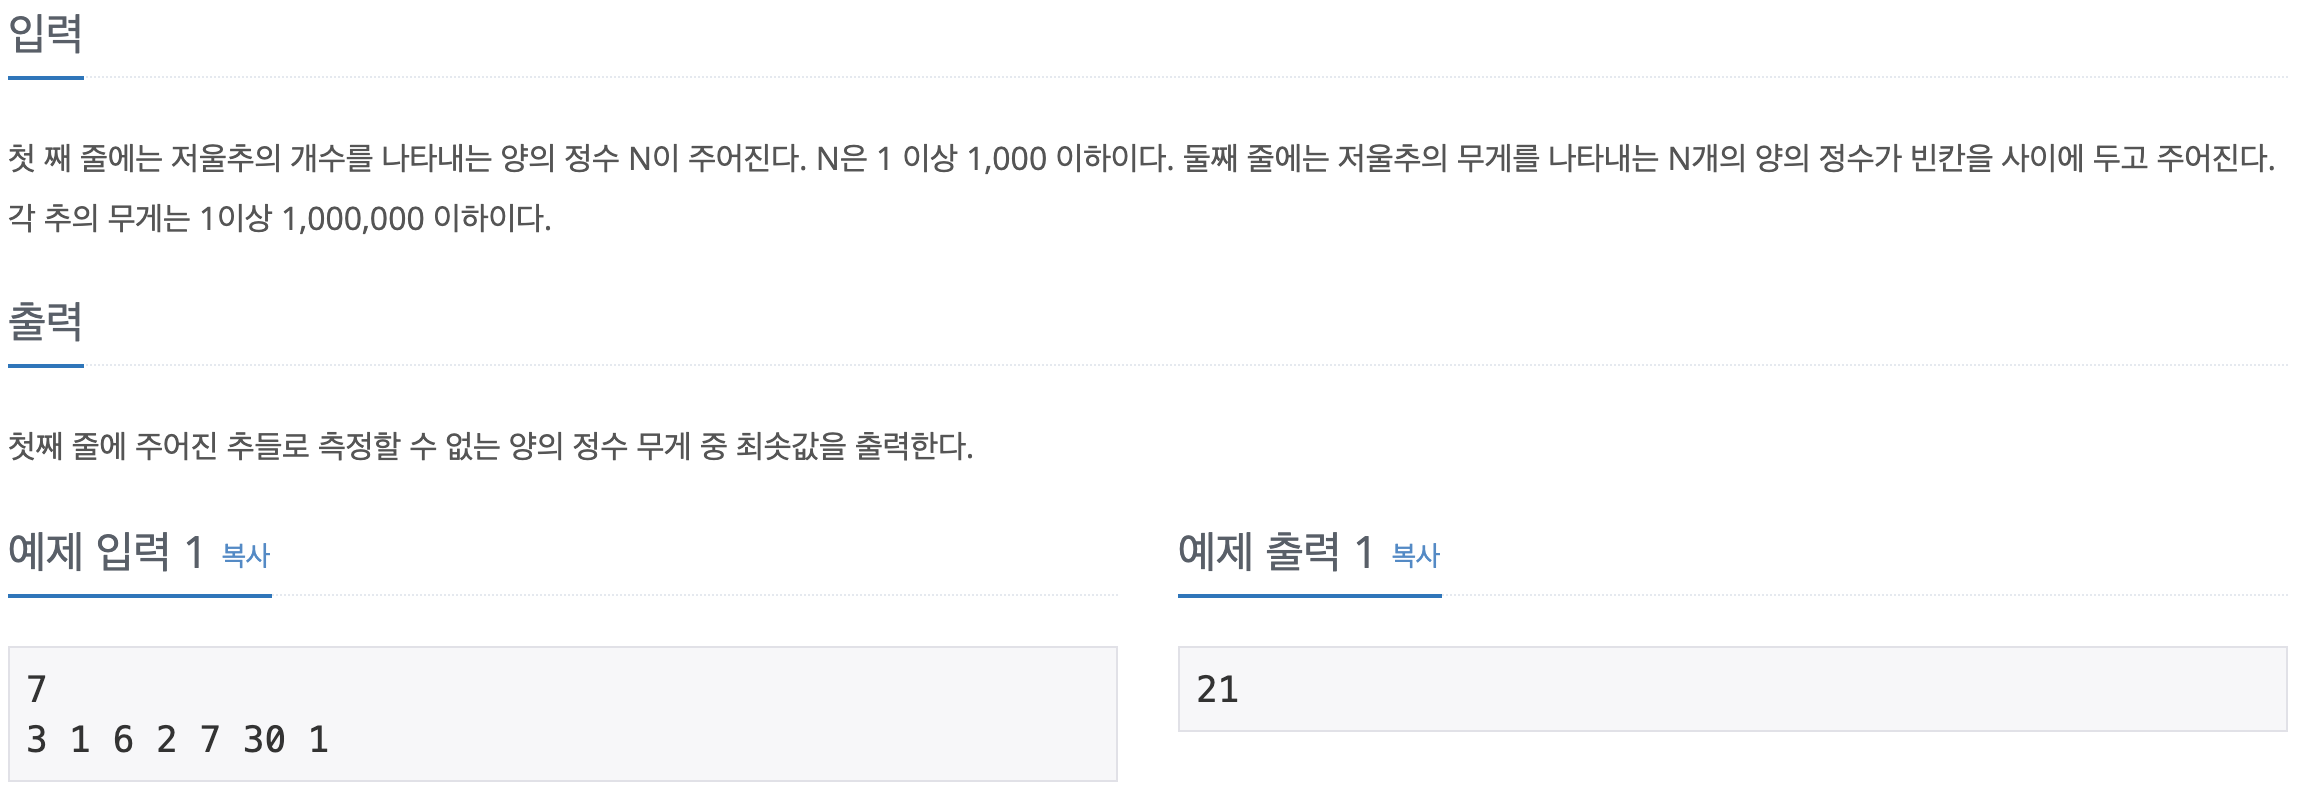 입력
첫 째 줄에는 저울추의 개수를 나타내는 양의 정수 N이 주어진다. N은 1 이상 1,000 이하이다. 둘째 줄에는 저울추의 무게를 나타내는 N개의 양의 정수가 빈칸을 사이에 두고 주어진다.
각 추의 무게는 1이상 1,000,000 이하이다.
출력
첫째 줄에 주어진 추들로 측정할 수 없는 양의 정수 무게 중 최솟값을 출력한다.
예제 입력 1 복사
7
3 1 6 2 7 30 1
예제 출력 1 복사
21